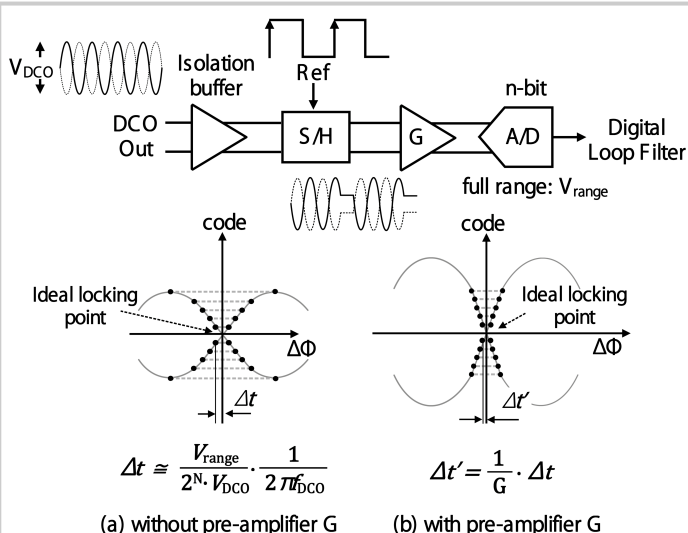 V_DCO
Isolation
buffer
Ref
n-bit
DCO
Out
S/H
G
A/D
Digital
Loop Filter
full range: V_range
code
Ideal locking
point
ΔΦ
Δt
Δt ≅ V_range / 2^N · V_DCO · 1 / 2πf_DCO
(a) without pre-amplifier G
code
Ideal locking
point
ΔΦ
Δt′
Δt′ = 1/G · Δt
(b) with pre-amplifier G